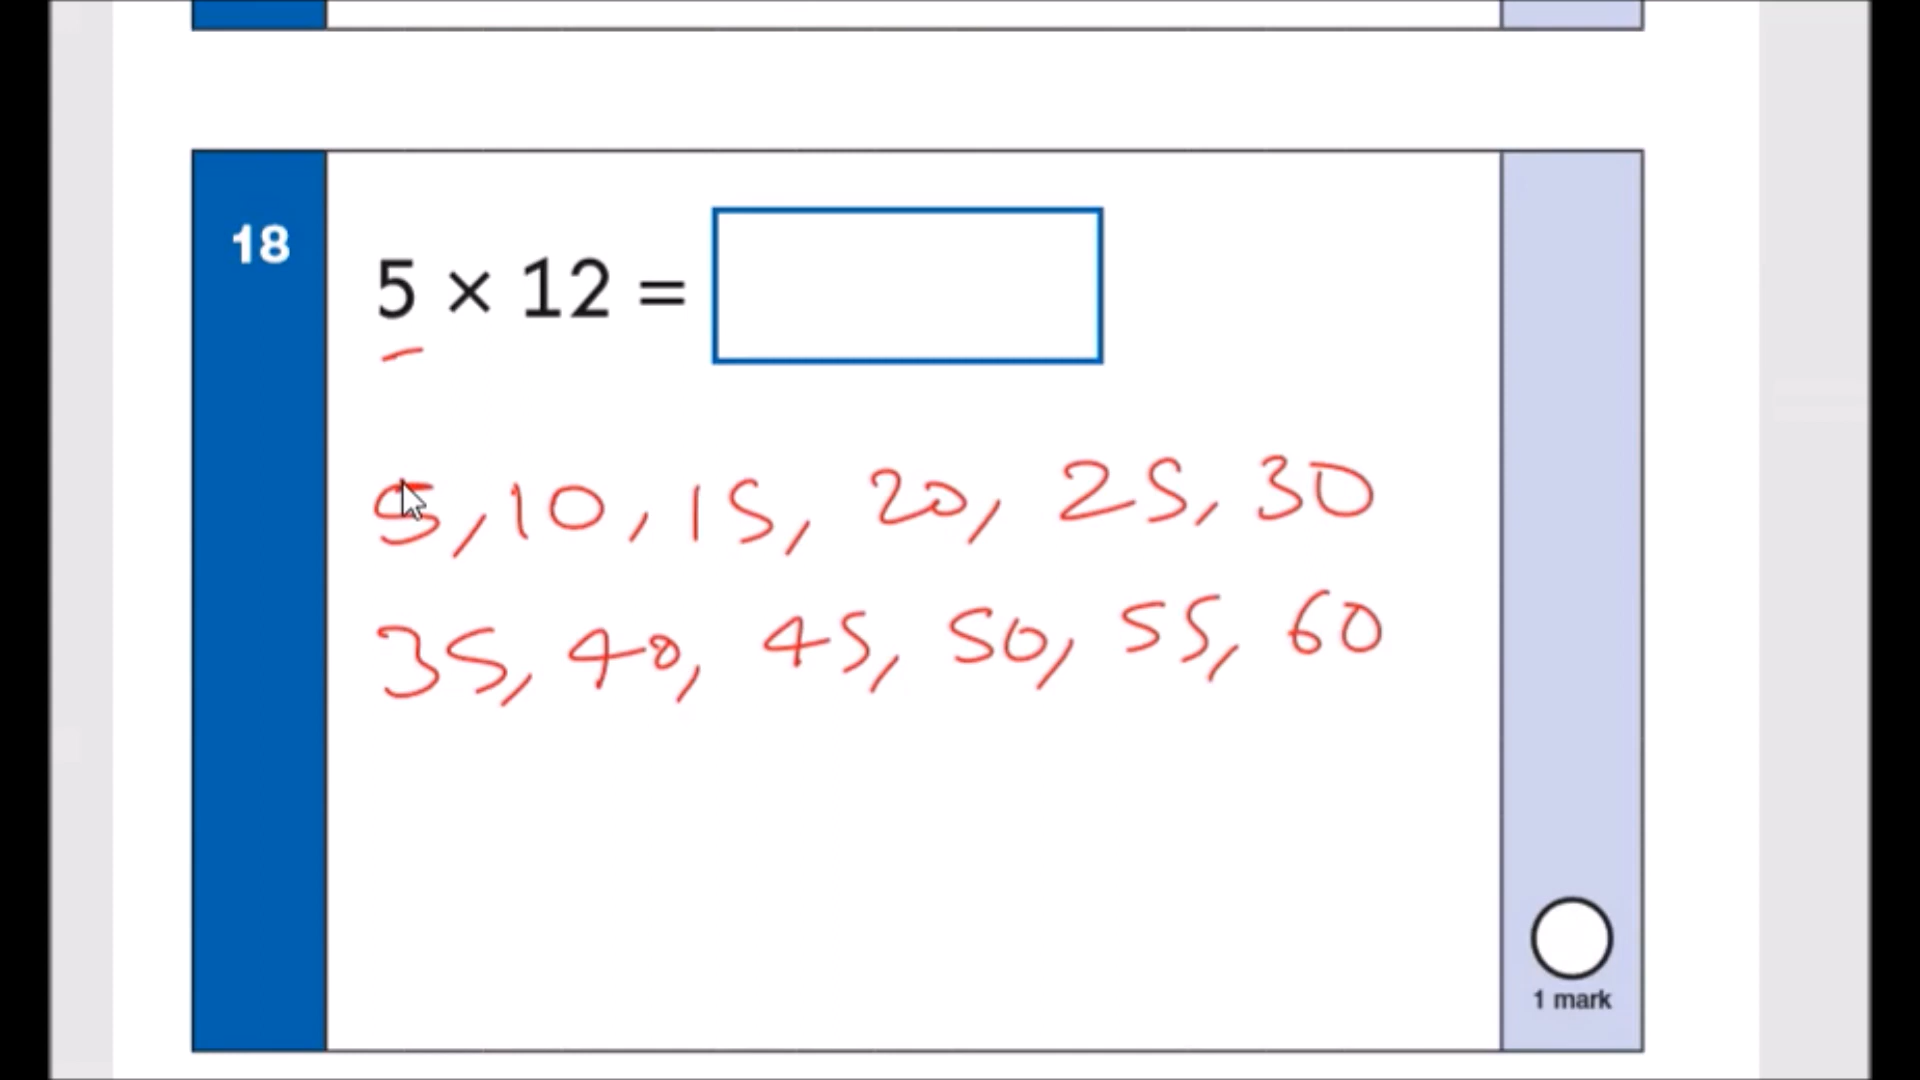 18
5 × 12 =
5, 10, 15, 20, 25, 30
35, 40, 45, 50, 55, 60
1 mark